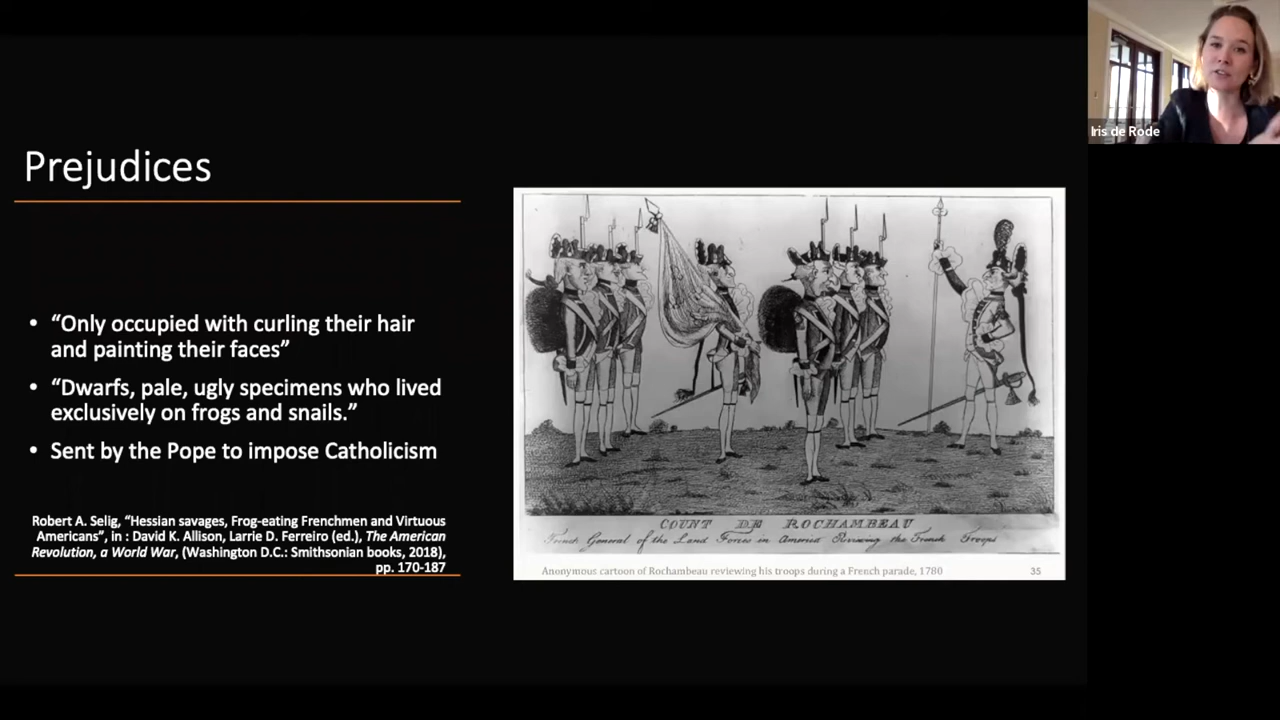 Prejudices
• “Only occupied with curling their hair
and painting their faces”
• “Dwarfs, pale, ugly specimens who lived
exclusively on frogs and snails.”
• Sent by the Pope to impose Catholicism
Robert A. Selig, “Hessian savages, Frog-eating Frenchmen and Virtuous
Americans”, in : David K. Allison, Larrie D. Ferreiro (ed.), The American
Revolution, a World War, (Washington D.C.: Smithsonian books, 2018),
pp. 170-187
COUNT DE ROCHAMBEAU
French General of the Land Forces in America Reviewing the French Troops
Anonymous cartoon of Rochambeau reviewing his troops during a French parade, 1780
35
Iris de Rode